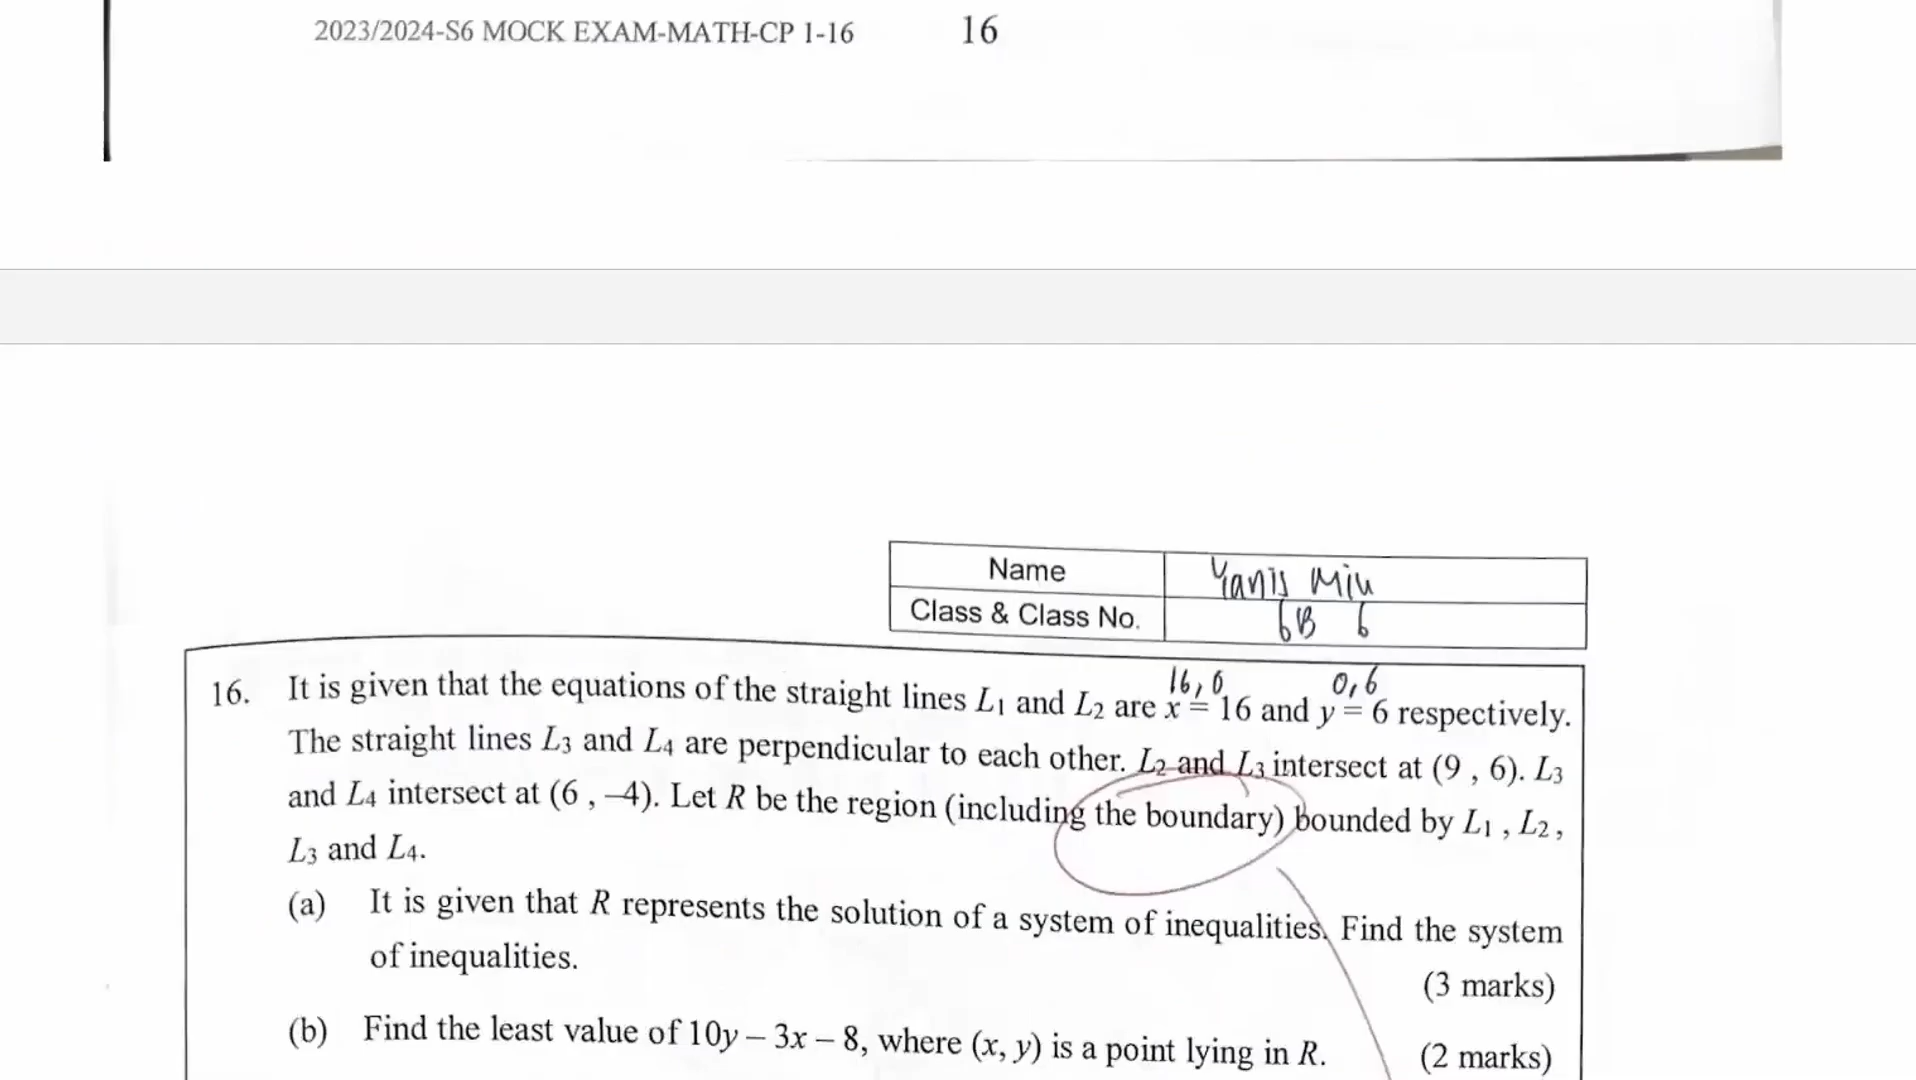 2023/2024-S6 MOCK EXAM-MATH-CP 1-16 16
Name Yanis Miu
Class & Class No. 6B 6
16, 0 0, 6
16. It is given that the equations of the straight lines L₁ and L₂ are x = 16 and y = 6 respectively.
The straight lines L₃ and L₄ are perpendicular to each other. L₂ and L₃ intersect at (9 , 6). L₃
and L₄ intersect at (6 , –4). Let R be the region (including the boundary) bounded by L₁ , L₂ ,
L₃ and L₄.
(a) It is given that R represents the solution of a system of inequalities. Find the system
of inequalities.
(3 marks)
(b) Find the least value of 10y – 3x – 8, where (x, y) is a point lying in R. (2 marks)